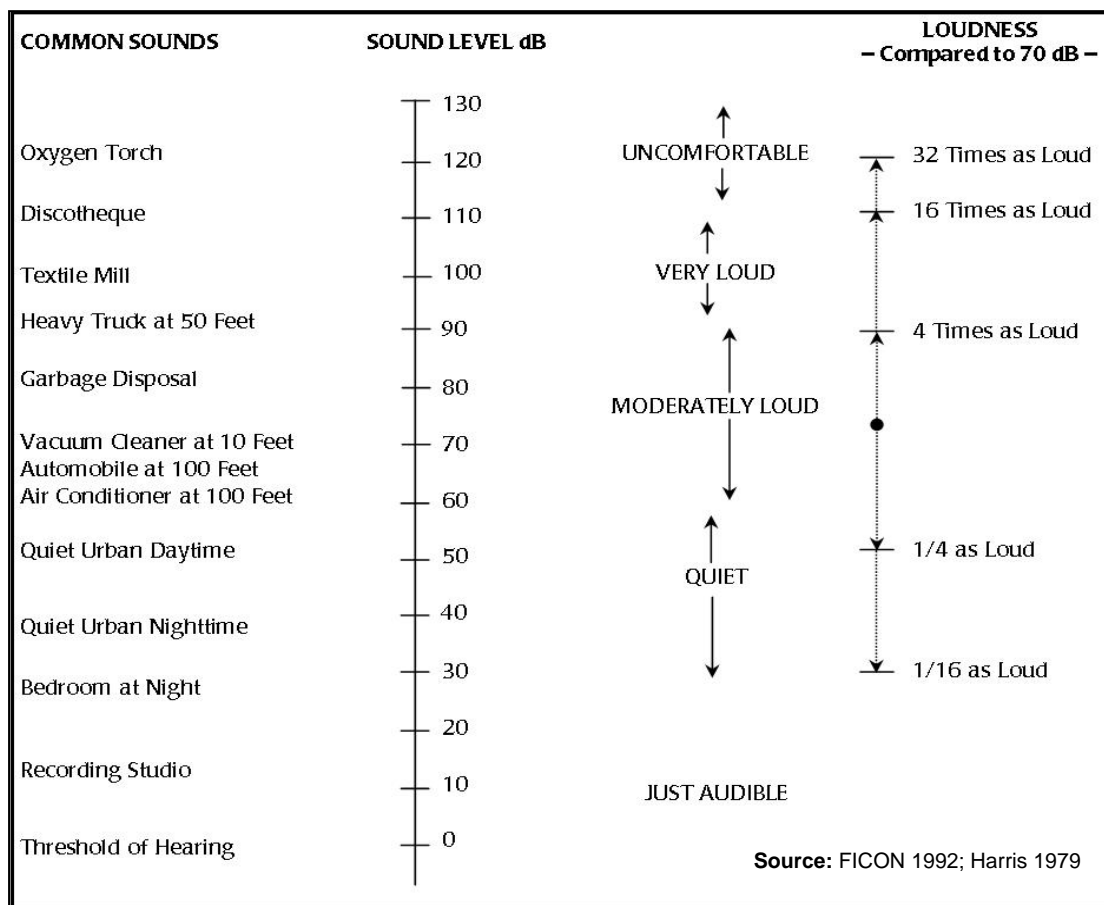 COMMON SOUNDS
SOUND LEVEL dB
LOUDNESS
– Compared to 70 dB –
130
Oxygen Torch
120
UNCOMFORTABLE
32 Times as Loud
Discotheque
110
16 Times as Loud
Textile Mill
100
VERY LOUD
Heavy Truck at 50 Feet
90
4 Times as Loud
Garbage Disposal
80
MODERATELY LOUD
Vacuum Cleaner at 10 Feet
70
Automobile at 100 Feet
Air Conditioner at 100 Feet
60
Quiet Urban Daytime
50
1/4 as Loud
QUIET
40
Quiet Urban Nighttime
30
1/16 as Loud
Bedroom at Night
20
Recording Studio
10
JUST AUDIBLE
Threshold of Hearing
0
Source: FICON 1992; Harris 1979